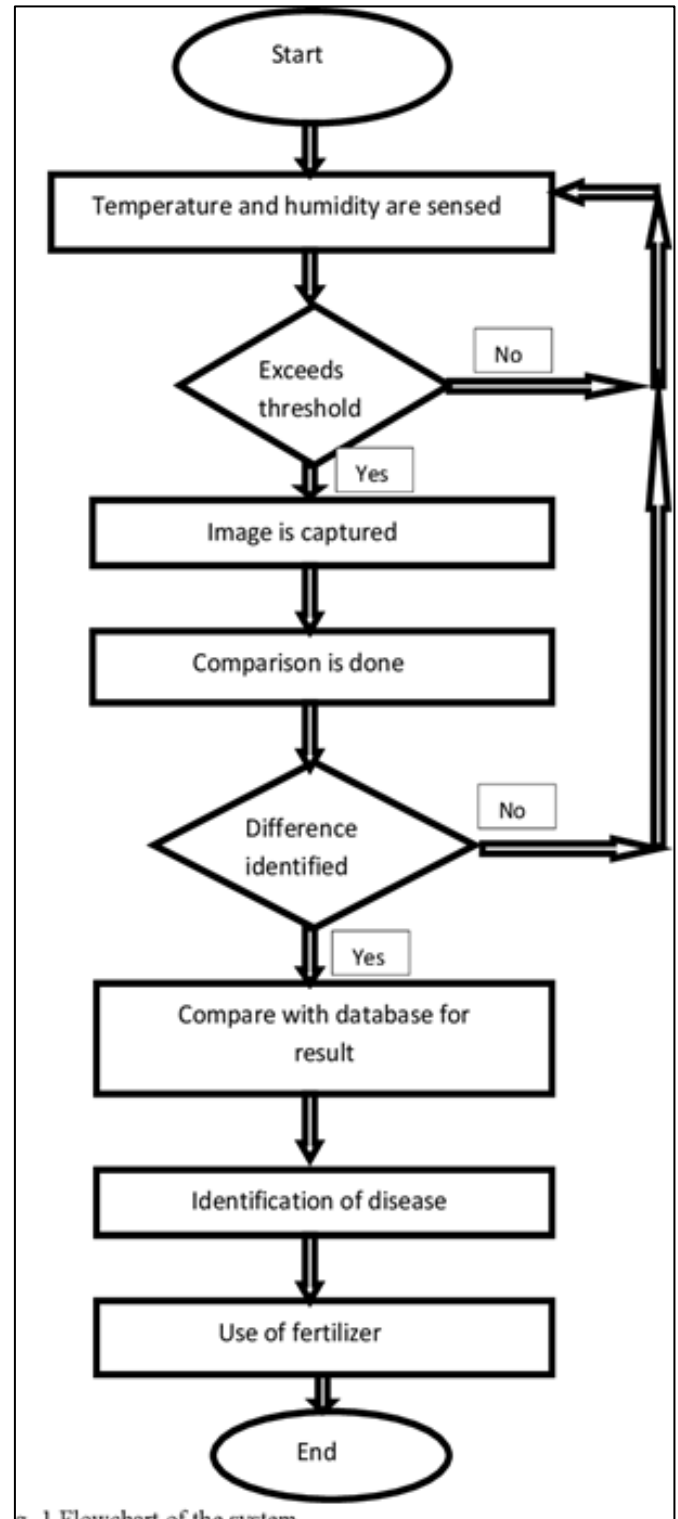 Start
Temperature and humidity are sensed
Exceeds
threshold
No
Yes
Image is captured
Comparison is done
Difference
identified
No
Yes
Compare with database for
result
Identification of disease
Use of fertilizer
End
1 Flowchart of the system